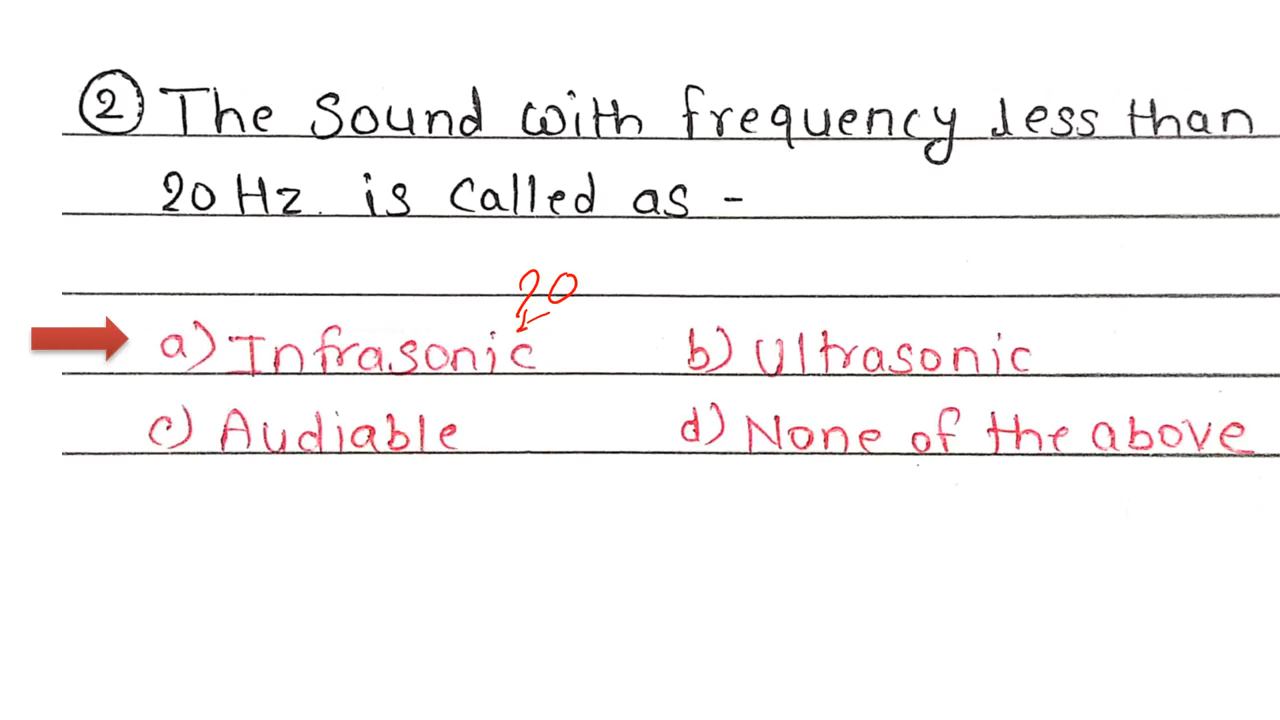 ② The Sound with frequency less than
20 Hz. is called as -
20
a) Infrasonic b) Ultrasonic
c) Audiable d) None of the above